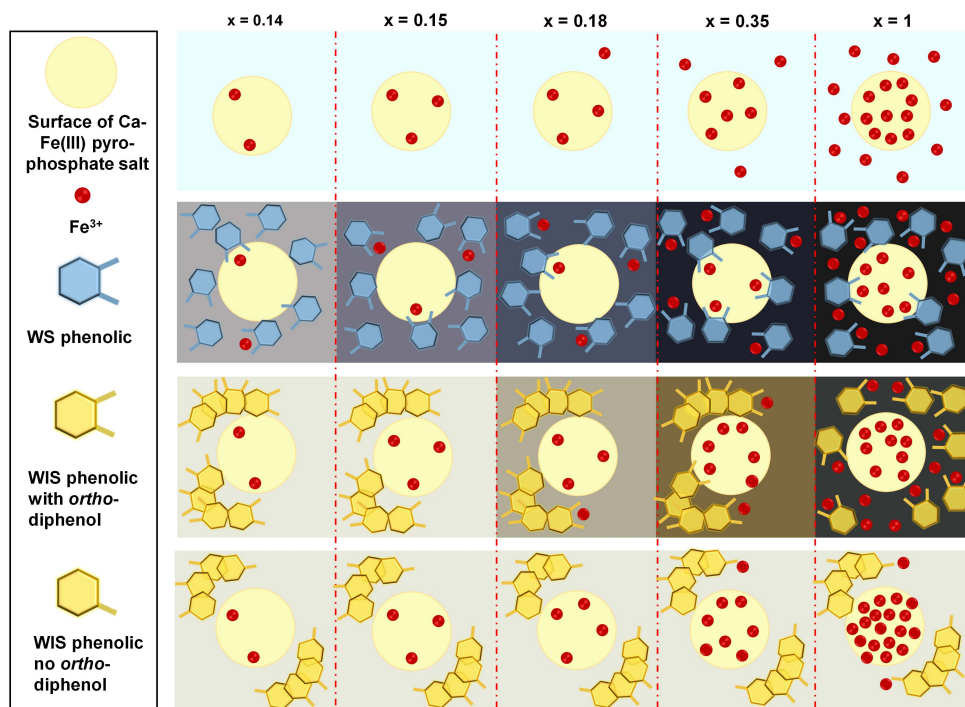 x = 0.14
x = 0.15
x = 0.18
x = 0.35
x = 1
Surface of Ca-
Fe(III) pyro-
phosphate salt
Fe³⁺
WS phenolic
WIS phenolic
with ortho-
diphenol
WIS phenolic
no ortho-
diphenol